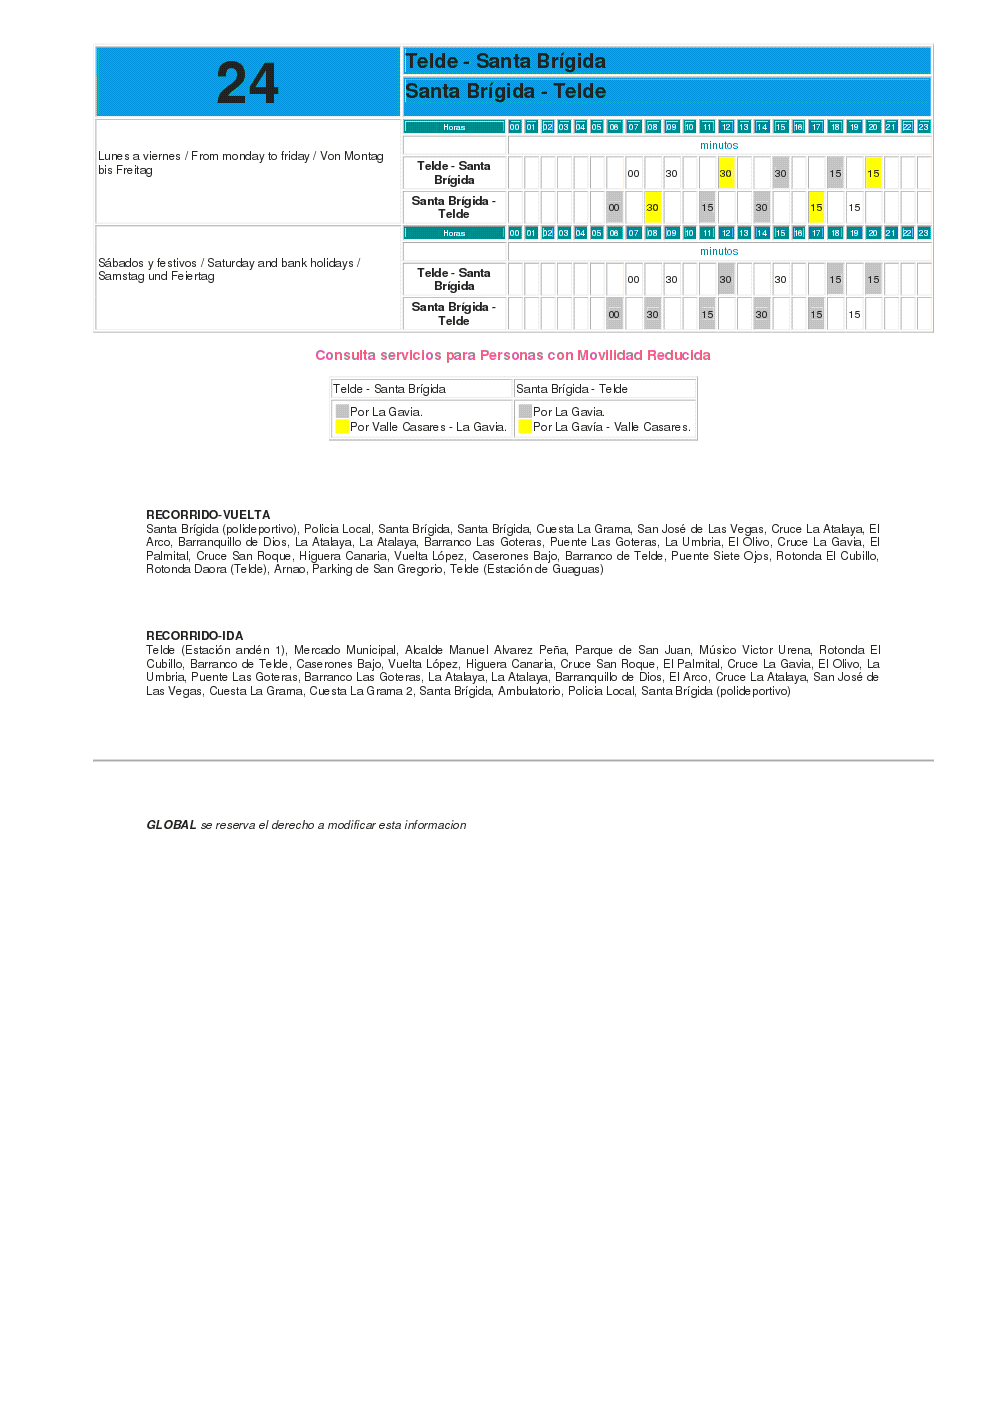 24
Telde - Santa Brígida
Santa Brígida - Telde
Lunes a viernes / From monday to friday / Von Montag
bis Freitag
Horas 00 01 02 03 04 05 06 07 08 09 10 11 12 13 14 15 16 17 18 19 20 21 22 23
minutos
Telde - Santa
Brígida
00 30 30 30 15 15
Santa Brígida -
Telde
00 30 15 30 15 15
Sábados y festivos / Saturday and bank holidays /
Samstag und Feiertag
Horas 00 01 02 03 04 05 06 07 08 09 10 11 12 13 14 15 16 17 18 19 20 21 22 23
minutos
Telde - Santa
Brígida
00 30 30 30 15 15
Santa Brígida -
Telde
00 30 15 30 15 15
Consulta servicios para Personas con Movilidad Reducida
Telde - Santa Brígida
Por La Gavia.
Por Valle Casares - La Gavia.
Santa Brígida - Telde
Por La Gavia.
Por La Gavía - Valle Casares.
RECORRIDO-VUELTA
Santa Brígida (polideportivo), Policia Local, Santa Brígida, Santa Brígida, Cuesta La Grama, San José de Las Vegas, Cruce La Atalaya, El
Arco, Barranquillo de Dios, La Atalaya, La Atalaya, Barranco Las Goteras, Puente Las Goteras, La Umbria, El Olivo, Cruce La Gavia, El
Palmital, Cruce San Roque, Higuera Canaria, Vuelta López, Caserones Bajo, Barranco de Telde, Puente Siete Ojos, Rotonda El Cubillo,
Rotonda Daora (Telde), Arnao, Parking de San Gregorio, Telde (Estación de Guaguas)
RECORRIDO-IDA
Telde (Estación andén 1), Mercado Municipal, Alcalde Manuel Alvarez Peña, Parque de San Juan, Músico Victor Urena, Rotonda El
Cubillo, Barranco de Telde, Caserones Bajo, Vuelta López, Higuera Canaria, Cruce San Roque, El Palmital, Cruce La Gavia, El Olivo, La
Umbria, Puente Las Goteras, Barranco Las Goteras, La Atalaya, La Atalaya, Barranquillo de Dios, El Arco, Cruce La Atalaya, San José de
Las Vegas, Cuesta La Grama, Cuesta La Grama 2, Santa Brígida, Ambulatorio, Policia Local, Santa Brígida (polideportivo)
GLOBAL se reserva el derecho a modificar esta informacion